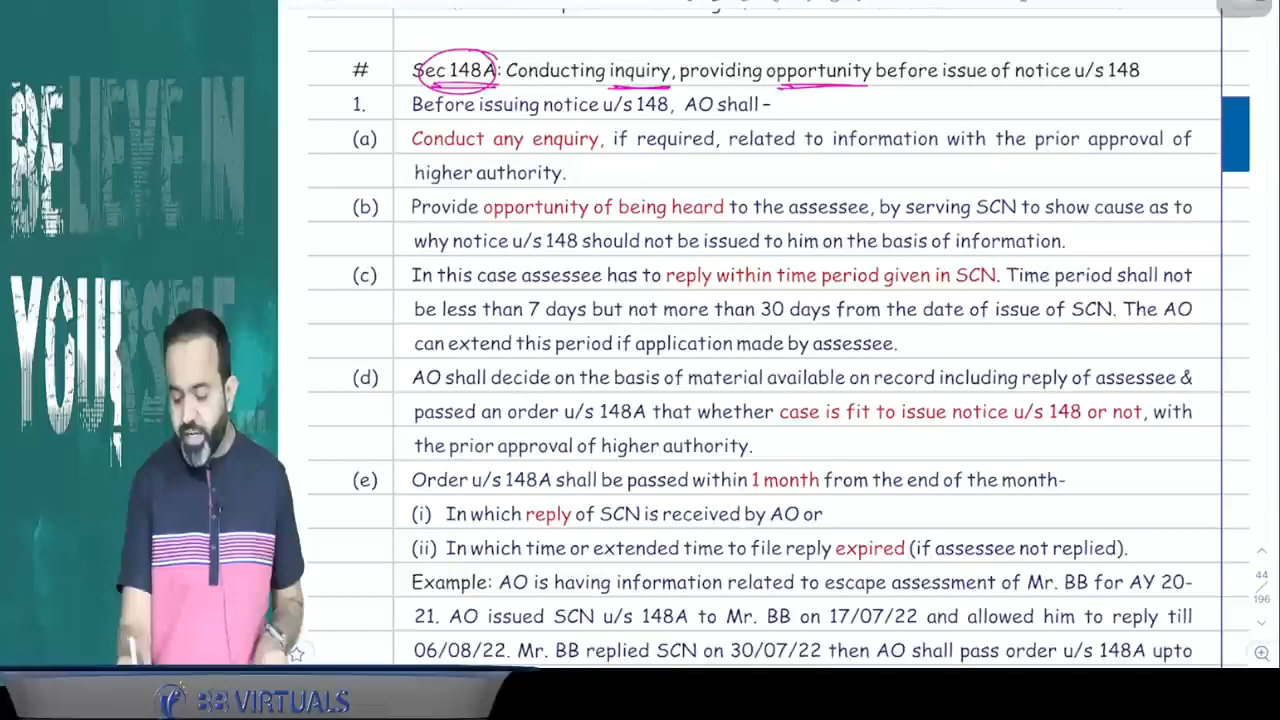 BELIEVE IN
YOURSELF
# Sec 148A: Conducting inquiry, providing opportunity before issue of notice u/s 148
1. Before issuing notice u/s 148, AO shall –
(a) Conduct any enquiry, if required, related to information with the prior approval of
higher authority.
(b) Provide opportunity of being heard to the assessee, by serving SCN to show cause as to
why notice u/s 148 should not be issued to him on the basis of information.
(c) In this case assessee has to reply within time period given in SCN. Time period shall not
be less than 7 days but not more than 30 days from the date of issue of SCN. The AO
can extend this period if application made by assessee.
(d) AO shall decide on the basis of material available on record including reply of assessee &
passed an order u/s 148A that whether case is fit to issue notice u/s 148 or not, with
the prior approval of higher authority.
(e) Order u/s 148A shall be passed within 1 month from the end of the month-
(i) In which reply of SCN is received by AO or
(ii) In which time or extended time to file reply expired (if assessee not replied).
Example: AO is having information related to escape assessment of Mr. BB for AY 20-
21. AO issued SCN u/s 148A to Mr. BB on 17/07/22 and allowed him to reply till
06/08/22. Mr. BB replied SCN on 30/07/22 then AO shall pass order u/s 148A upto
44
196
BB VIRTUALS